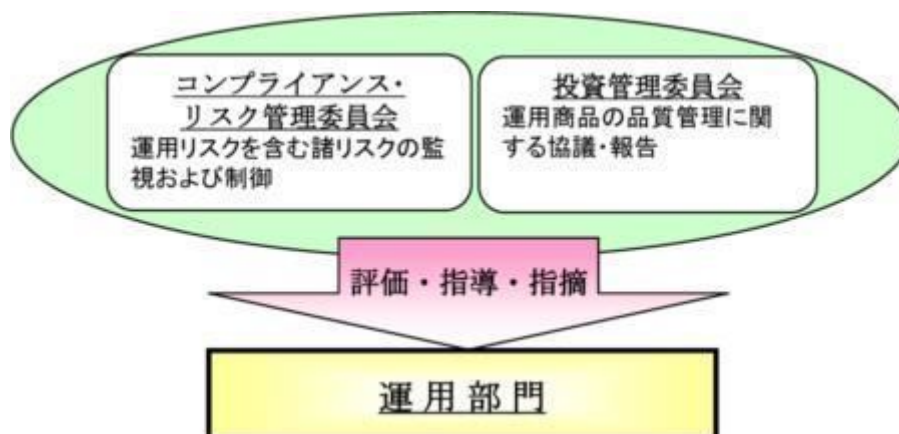 コンプライアンス・
リスク管理委員会
運用リスクを含む諸リスクの監
視および制御
投資管理委員会
運用商品の品質管理に関
する協議・報告
評価・指導・指摘
運用部門